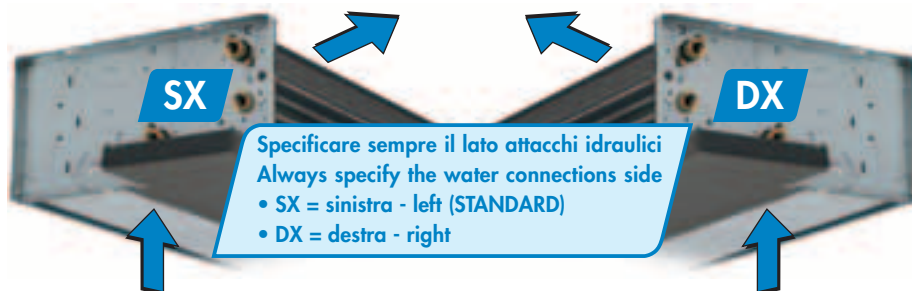 SX
DX
Specificare sempre il lato attacchi idraulici
Always specify the water connections side
• SX = sinistra - left (STANDARD)
• DX = destra - right